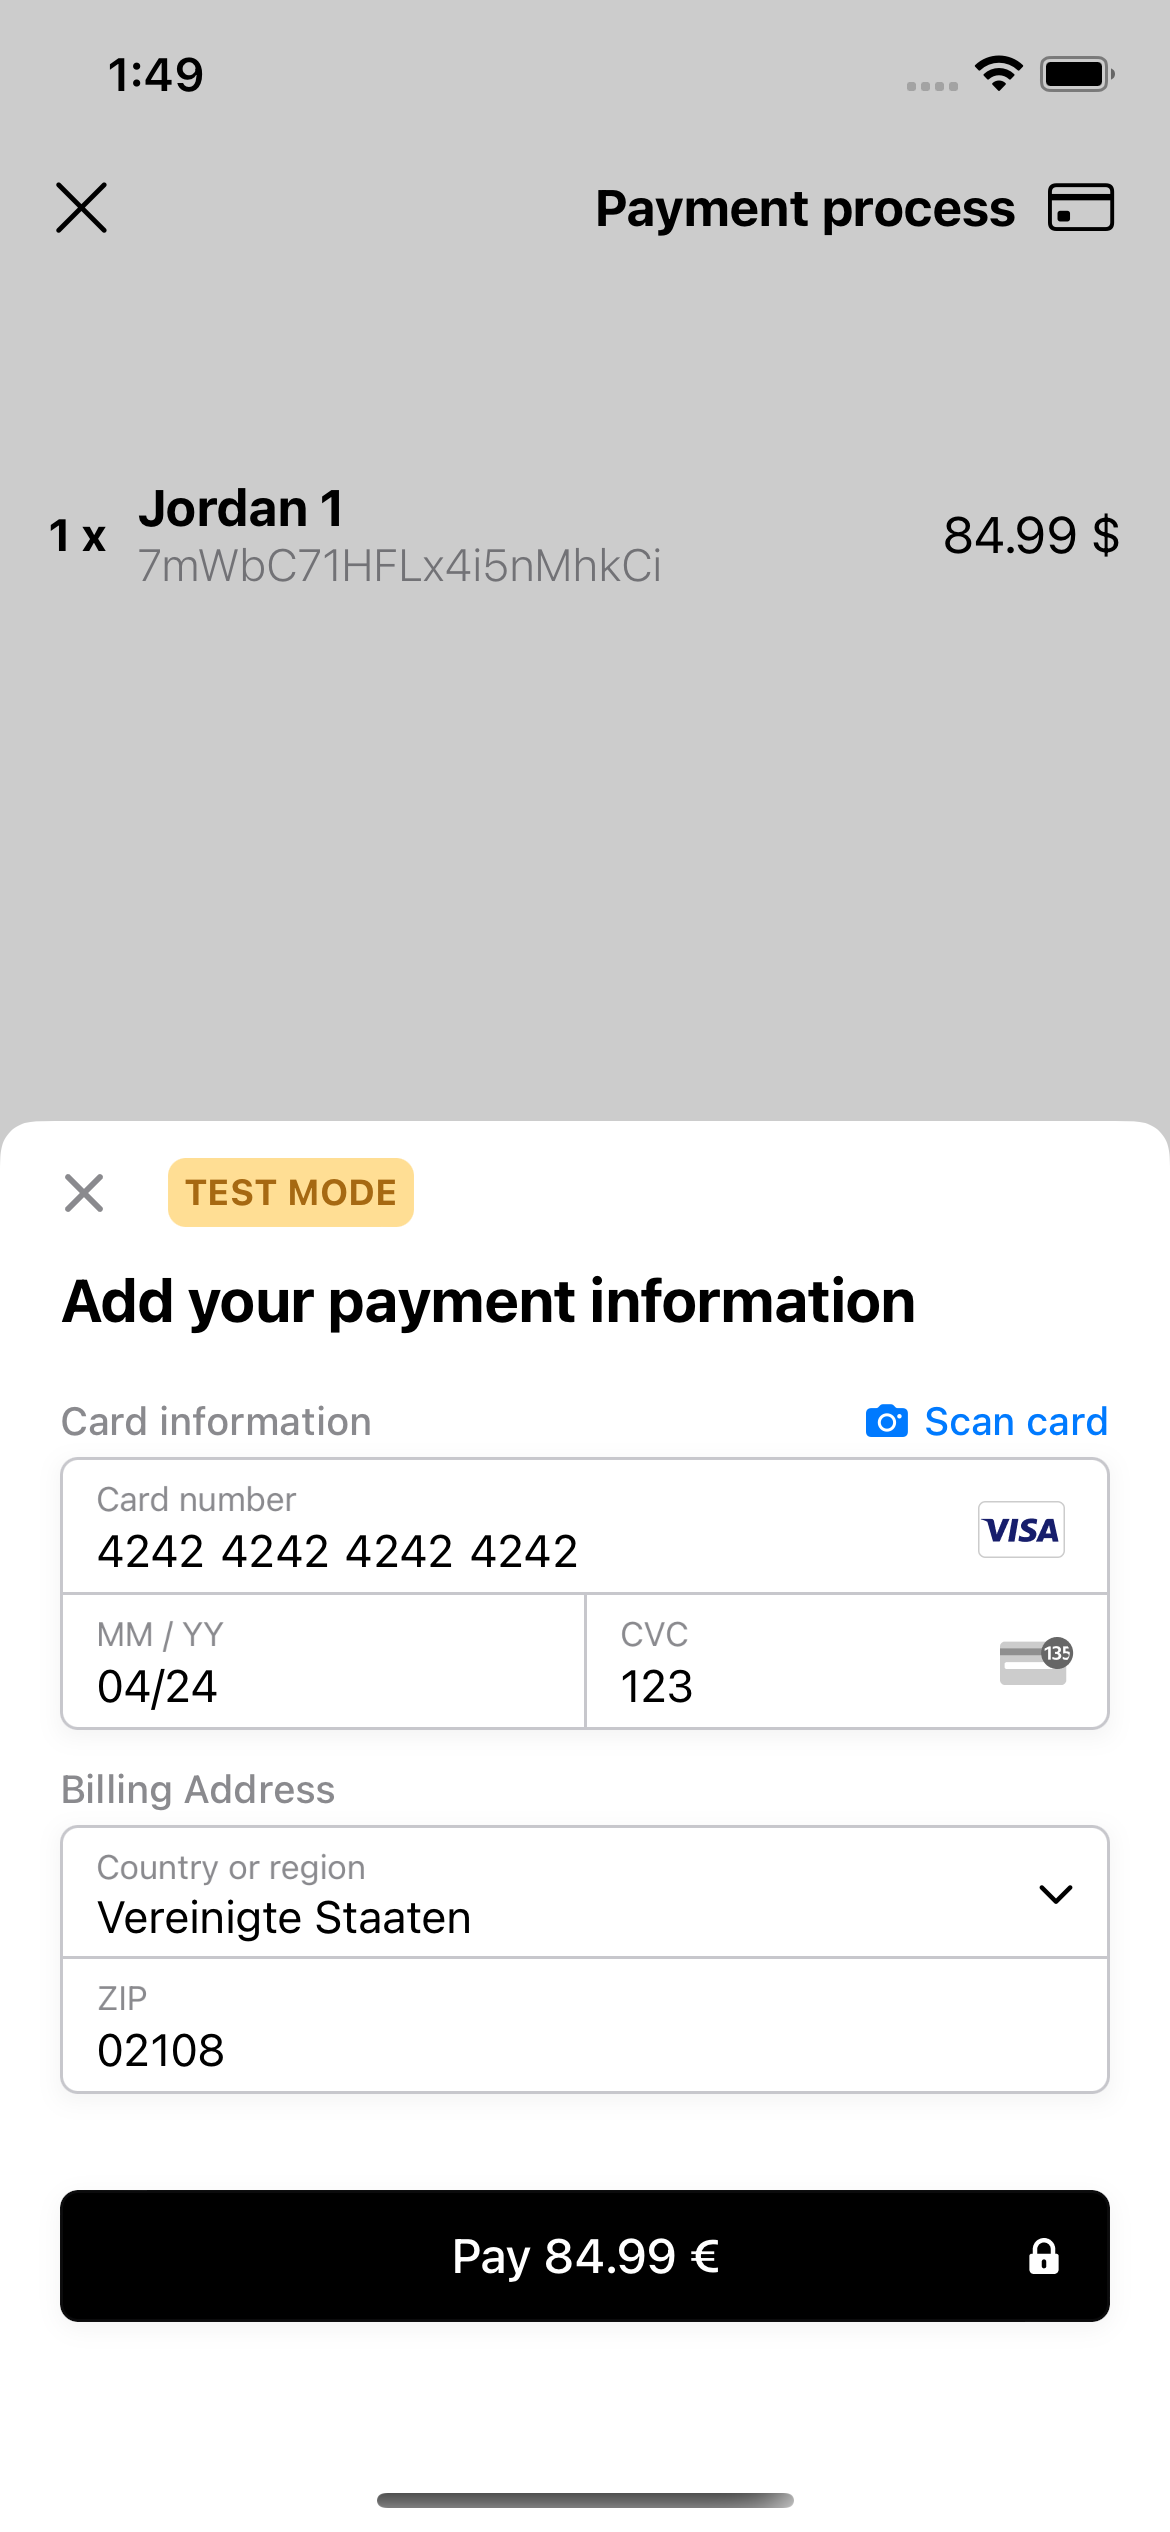 1:49
Payment process
1 x
Jordan 1
84.99 $
7mWbC71HFLx4i5nMhkCi
TEST MODE
Add your payment information
Card information
Scan card
Card number
4242 4242 4242 4242
VISA
MM / YY
CVC
04/24
123
135
Billing Address
Country or region
Vereinigte Staaten
ZIP
02108
Pay 84.99 €